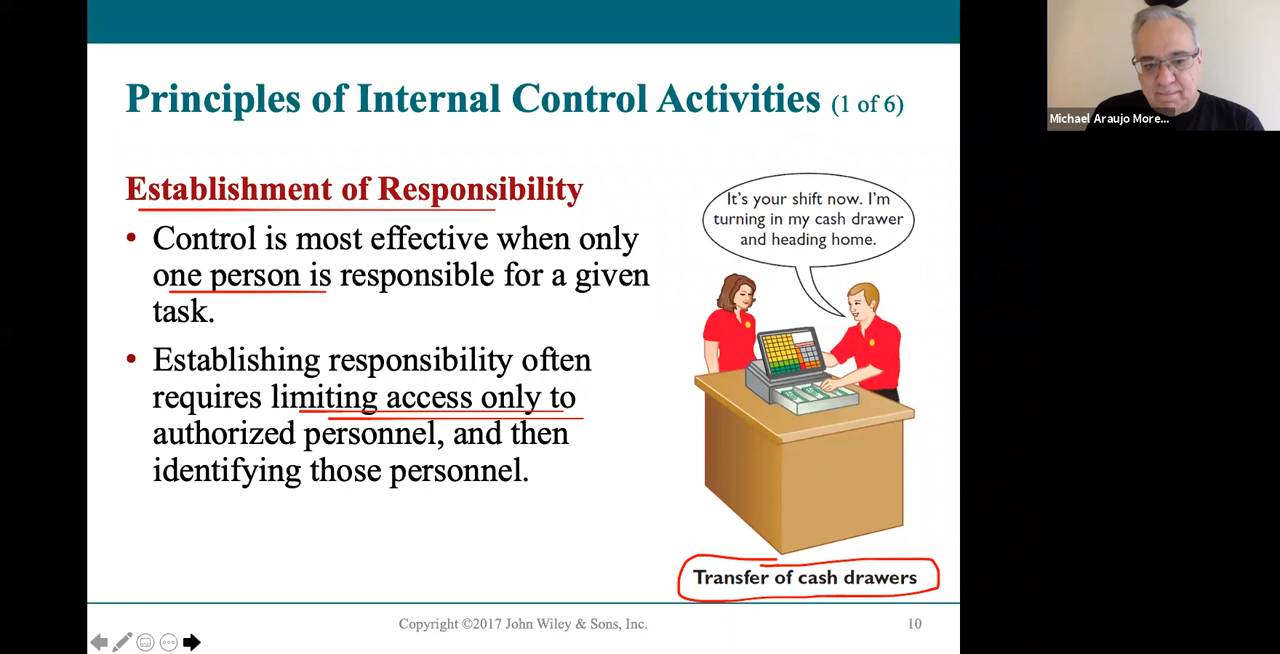 Principles of Internal Control Activities (1 of 6)
Establishment of Responsibility
• Control is most effective when only
one person is responsible for a given
task.
• Establishing responsibility often
requires limiting access only to
authorized personnel, and then
identifying those personnel.
It's your shift now. I'm
turning in my cash drawer
and heading home.
Transfer of cash drawers
Copyright ©2017 John Wiley & Sons, Inc.
10
Michael Araujo More...